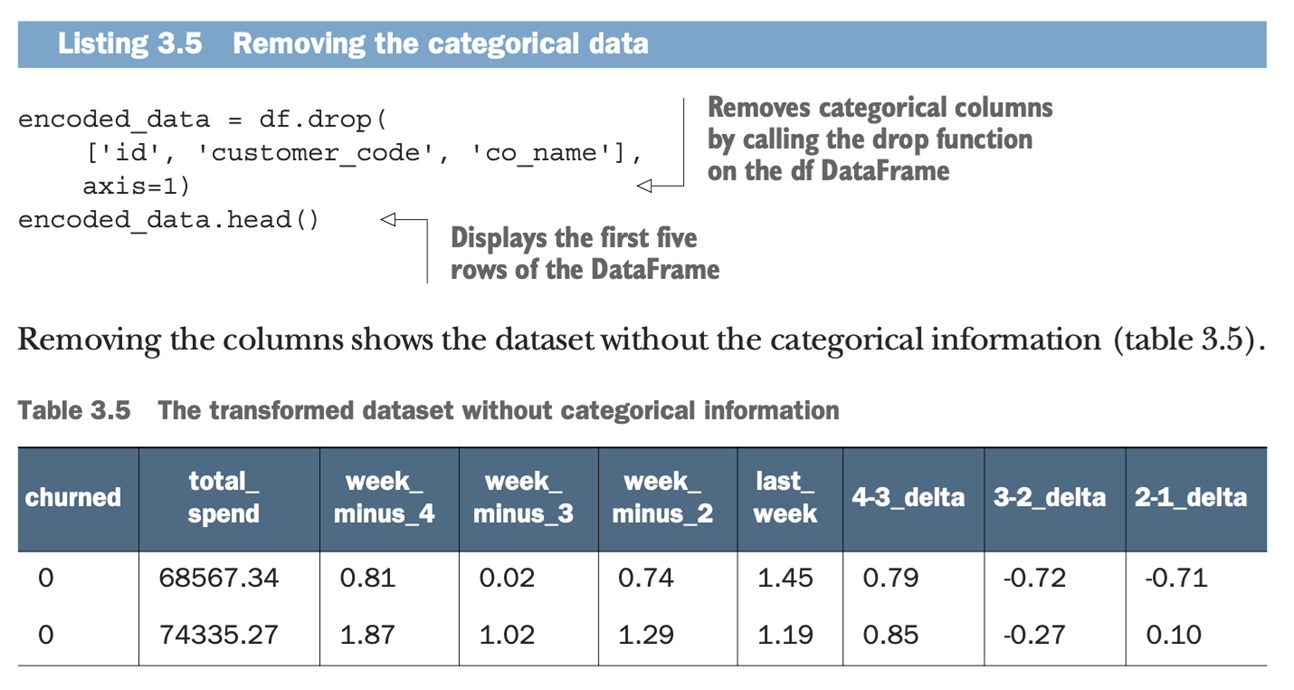 Listing 3.5 Removing the categorical data
encoded_data = df.drop(
['id', 'customer_code', 'co_name'],
axis=1)
encoded_data.head()
Removes categorical columns
by calling the drop function
on the df DataFrame
Displays the first five
rows of the DataFrame
Removing the columns shows the dataset without the categorical information (table 3.5).
Table 3.5 The transformed dataset without categorical information
churned total_ week_ week_ week_ last_ 4-3_delta 3-2_delta 2-1_delta
spend minus_4 minus_3 minus_2 week
0 68567.34 0.81 0.02 0.74 1.45 0.79 -0.72 -0.71
0 74335.27 1.87 1.02 1.29 1.19 0.85 -0.27 0.10